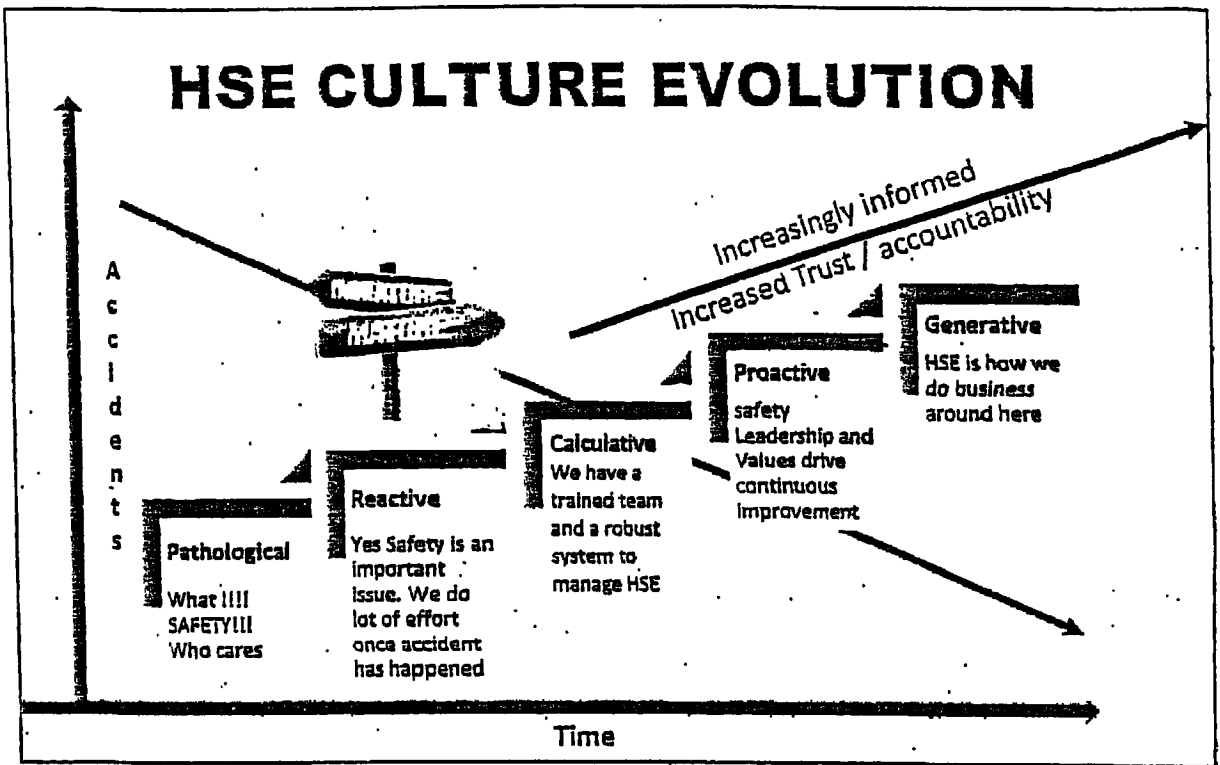 HSE CULTURE EVOLUTION
Accidents
Increasingly informed
Increased Trust / accountability
Pathological
What !!!!
SAFETY!!!
Who cares
Reactive
Yes Safety is an
important
issue. We do
lot of effort
once accident
has happened
Calculative
We have a
trained team
and a robust
system to
manage HSE
Proactive
safety
Leadership and
Values drive
continuous
improvement
Generative
HSE is how we
do business
around here
Time